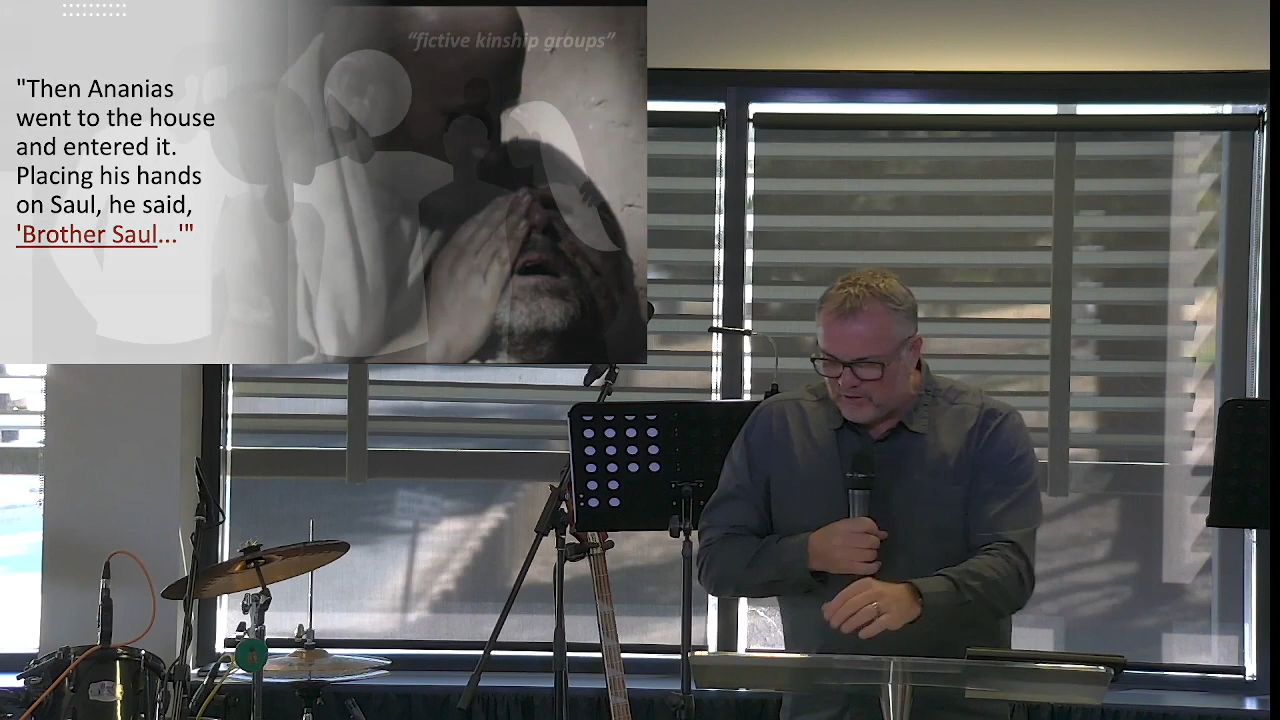 "fictive kinship groups"
"Then Ananias
went to the house
and entered it.
Placing his hands
on Saul, he said,
'Brother Saul...'"